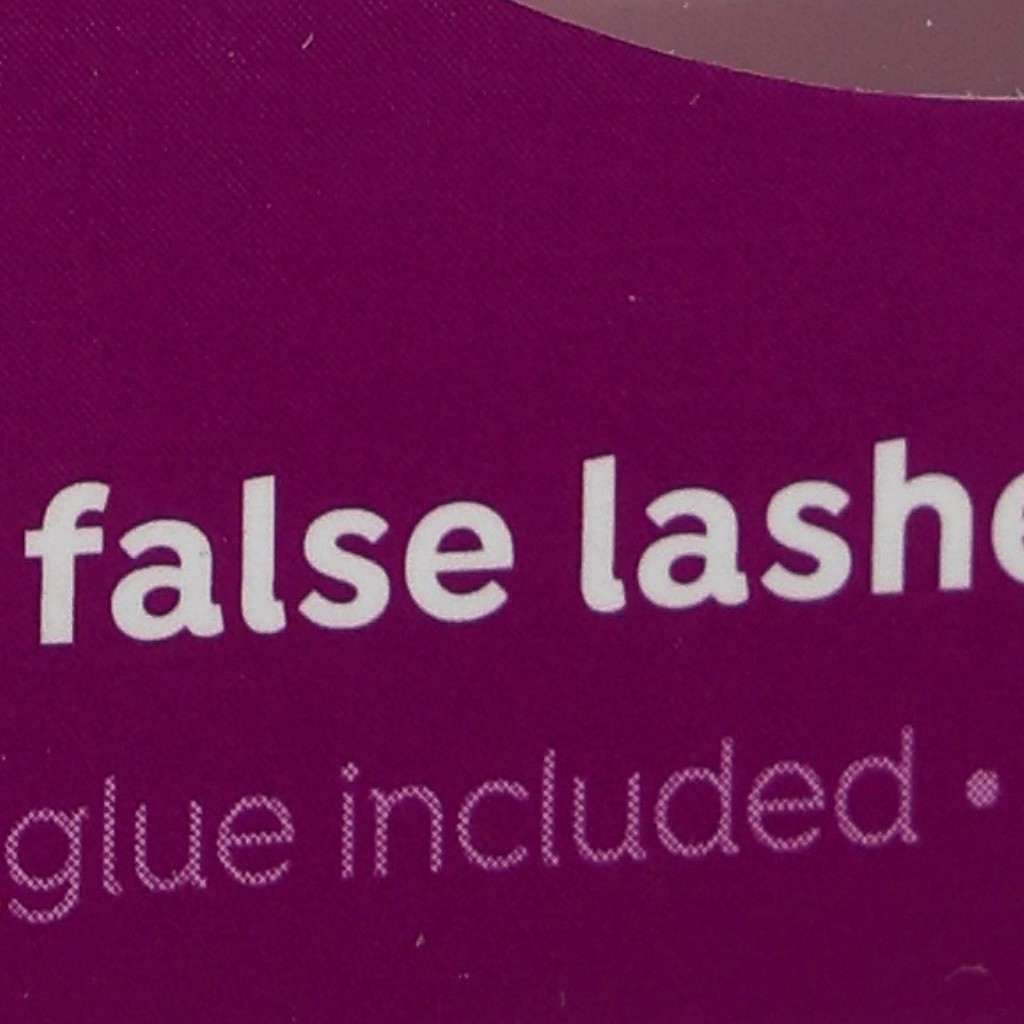 false lashe
glue included •